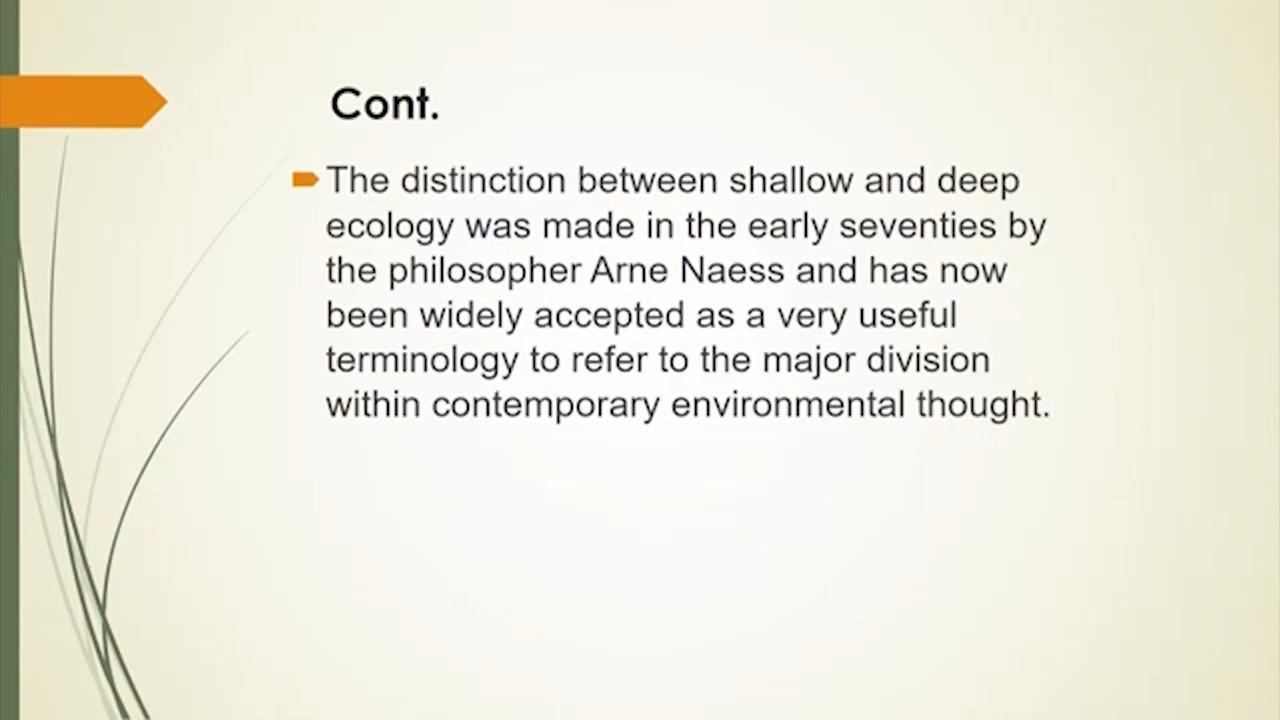 Cont.
The distinction between shallow and deep
ecology was made in the early seventies by
the philosopher Arne Naess and has now
been widely accepted as a very useful
terminology to refer to the major division
within contemporary environmental thought.